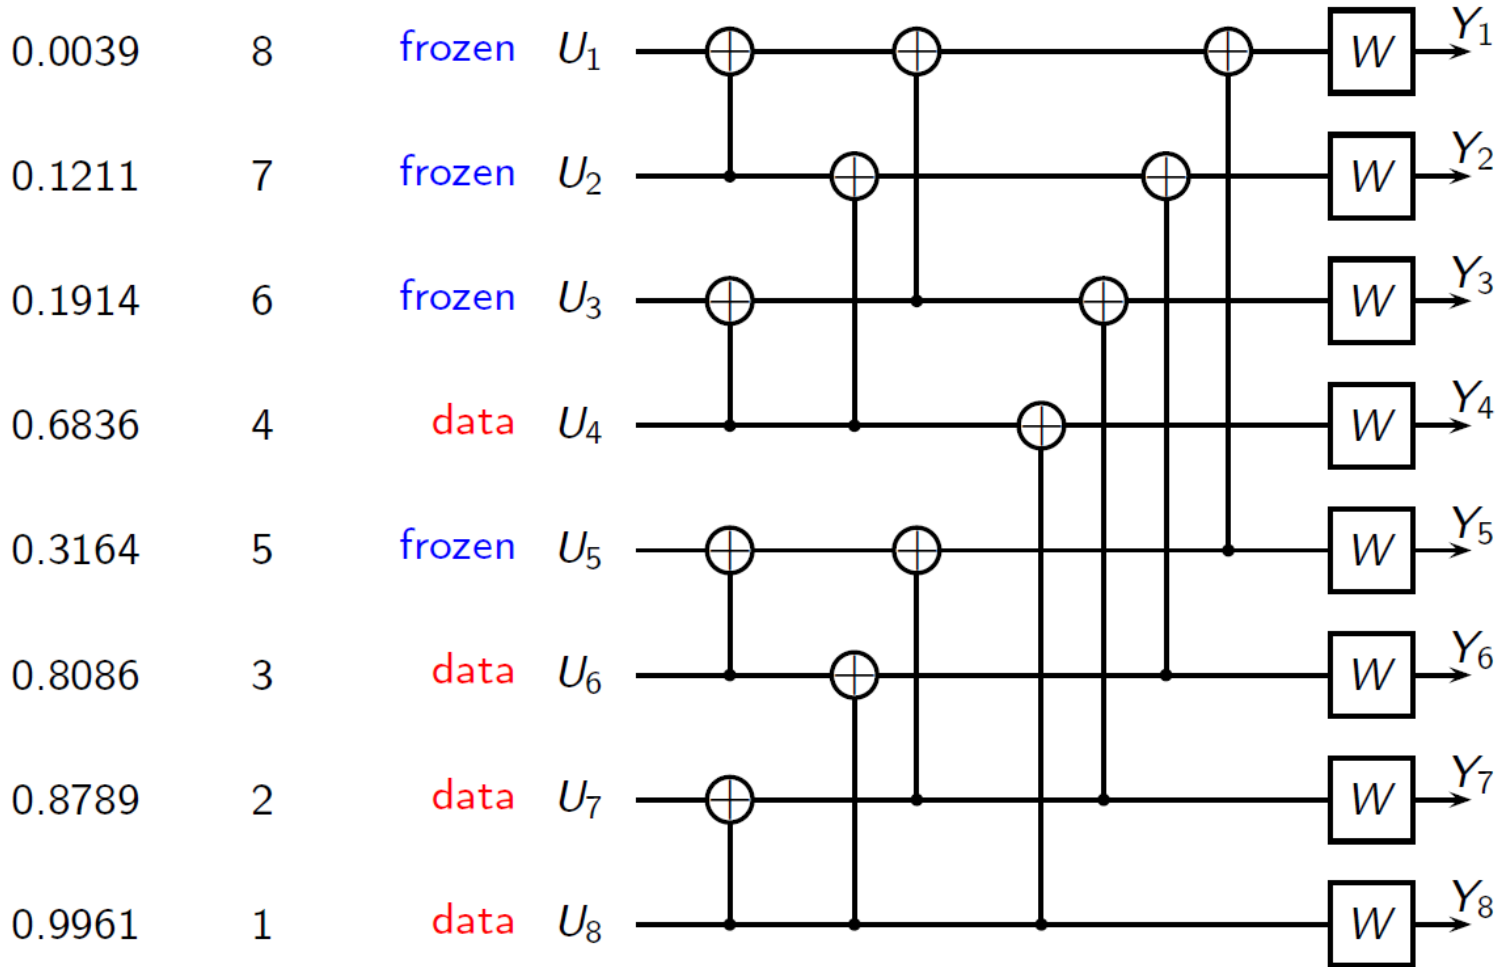 0.0039 8 frozen U₁ W Y₁
0.1211 7 frozen U₂ W Y₂
0.1914 6 frozen U₃ W Y₃
0.6836 4 data U₄ W Y₄
0.3164 5 frozen U₅ W Y₅
0.8086 3 data U₆ W Y₆
0.8789 2 data U₇ W Y₇
0.9961 1 data U₈ W Y₈